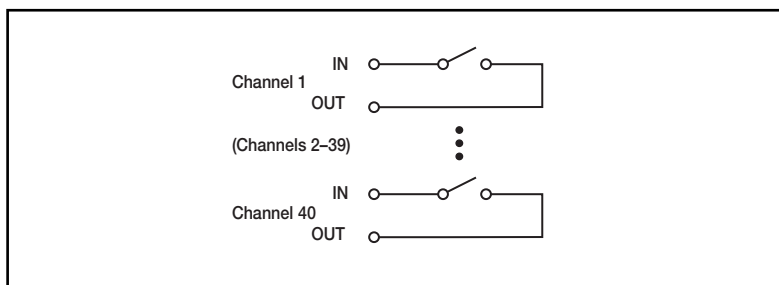 IN
Channel 1
OUT
(Channels 2–39)
IN
Channel 40
OUT